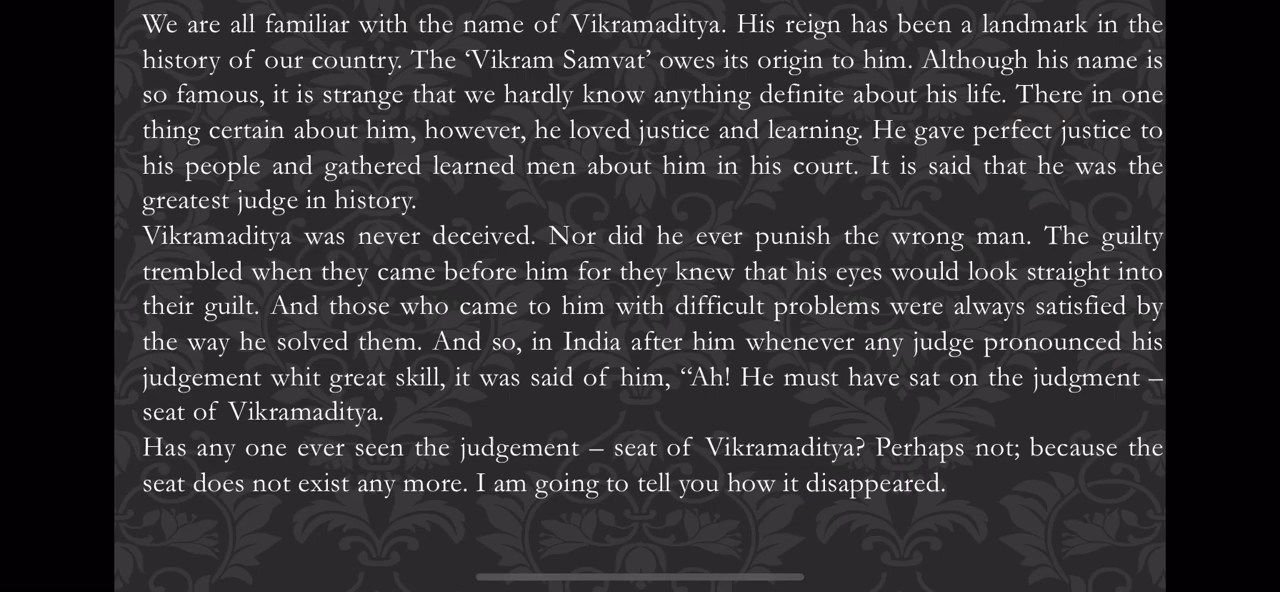 We are all familiar with the name of Vikramaditya. His reign has been a landmark in the
history of our country. The ‘Vikram Samvat’ owes its origin to him. Although his name is
so famous, it is strange that we hardly know anything definite about his life. There in one
thing certain about him, however, he loved justice and learning. He gave perfect justice to
his people and gathered learned men about him in his court. It is said that he was the
greatest judge in history.
Vikramaditya was never deceived. Nor did he ever punish the wrong man. The guilty
trembled when they came before him for they knew that his eyes would look straight into
their guilt. And those who came to him with difficult problems were always satisfied by
the way he solved them. And so, in India after him whenever any judge pronounced his
judgement whit great skill, it was said of him, “Ah! He must have sat on the judgment –
seat of Vikramaditya.
Has any one ever seen the judgement – seat of Vikramaditya? Perhaps not; because the
seat does not exist any more. I am going to tell you how it disappeared.